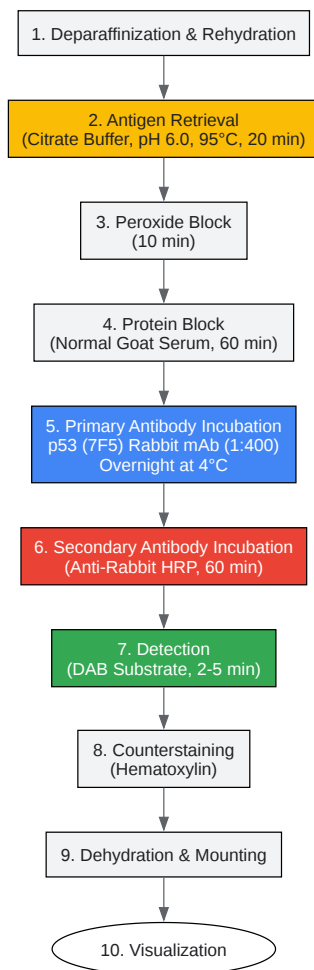 1. Deparaffinization & Rehydration
2. Antigen Retrieval
(Citrate Buffer, pH 6.0, 95°C, 20 min)
3. Peroxide Block
(10 min)
4. Protein Block
(Normal Goat Serum, 60 min)
5. Primary Antibody Incubation
p53 (7F5) Rabbit mAb (1:400)
Overnight at 4°C
6. Secondary Antibody Incubation
(Anti-Rabbit HRP, 60 min)
7. Detection
(DAB Substrate, 2-5 min)
8. Counterstaining
(Hematoxylin)
9. Dehydration & Mounting
10. Visualization